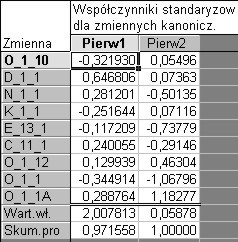 Współczynniki standaryzow
dla zmiennych kanonicz.
Zmienna Pierw1 Pierw2
O_1_10 -0,321930 0,05496
D_1_1 0,646806 0,07363
N_1_1 0,281201 -0,50135
K_1_1 -0,251644 0,07116
E_13_1 -0,117209 -0,73779
C_11_1 0,240055 -0,29146
O_1_12 0,129939 0,46304
O_1_1 -0,344914 -1,06796
O_1_1A 0,288764 1,18277
Wart.wł. 2,007813 0,05878
Skum.pro 0,971558 1,00000